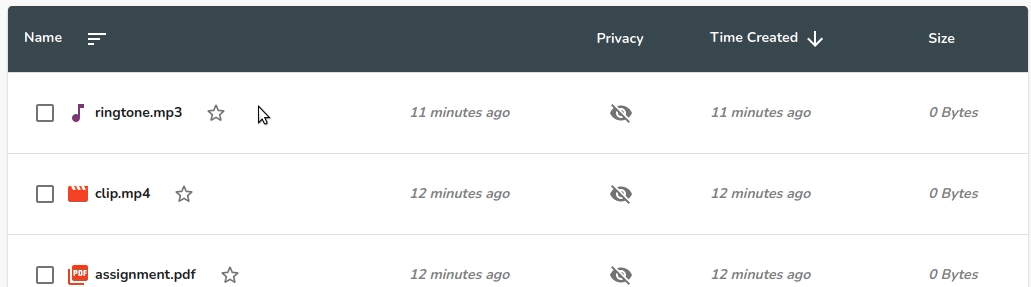 Name Privacy Time Created Size
ringtone.mp3 11 minutes ago 11 minutes ago 0 Bytes
clip.mp4 12 minutes ago 12 minutes ago 0 Bytes
PDF assignment.pdf 12 minutes ago 12 minutes ago 0 Bytes